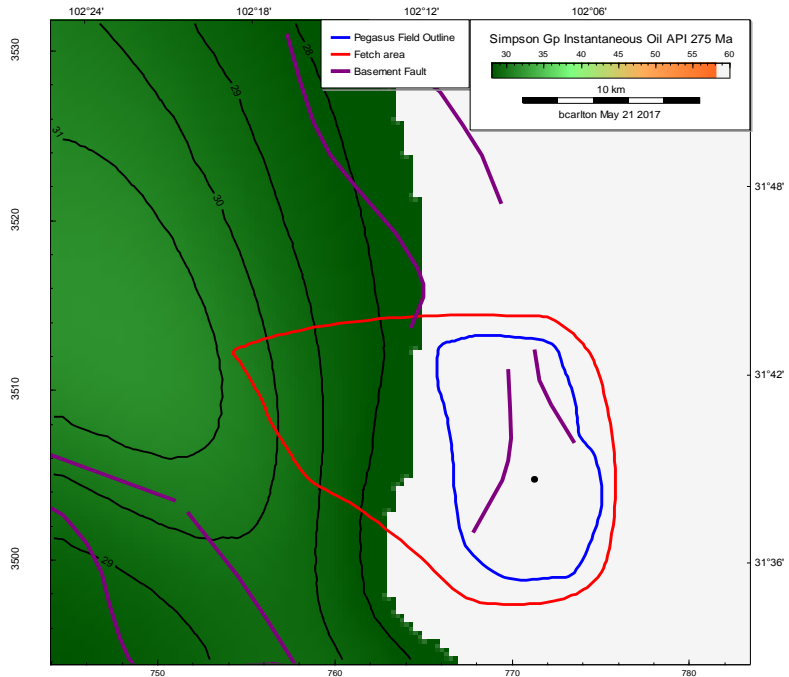 102°24'
102°18'
102°12'
102°06'
Pegasus Field Outline
Fetch area
Basement Fault
Simpson Gp Instantaneous Oil API 275 Ma
30 35 40 45 50 55 60
10 km
bcarlton May 21 2017
3530
3520
3510
3500
31°48'
31°42'
31°36'
28
29
30
31
29
750
760
770
780